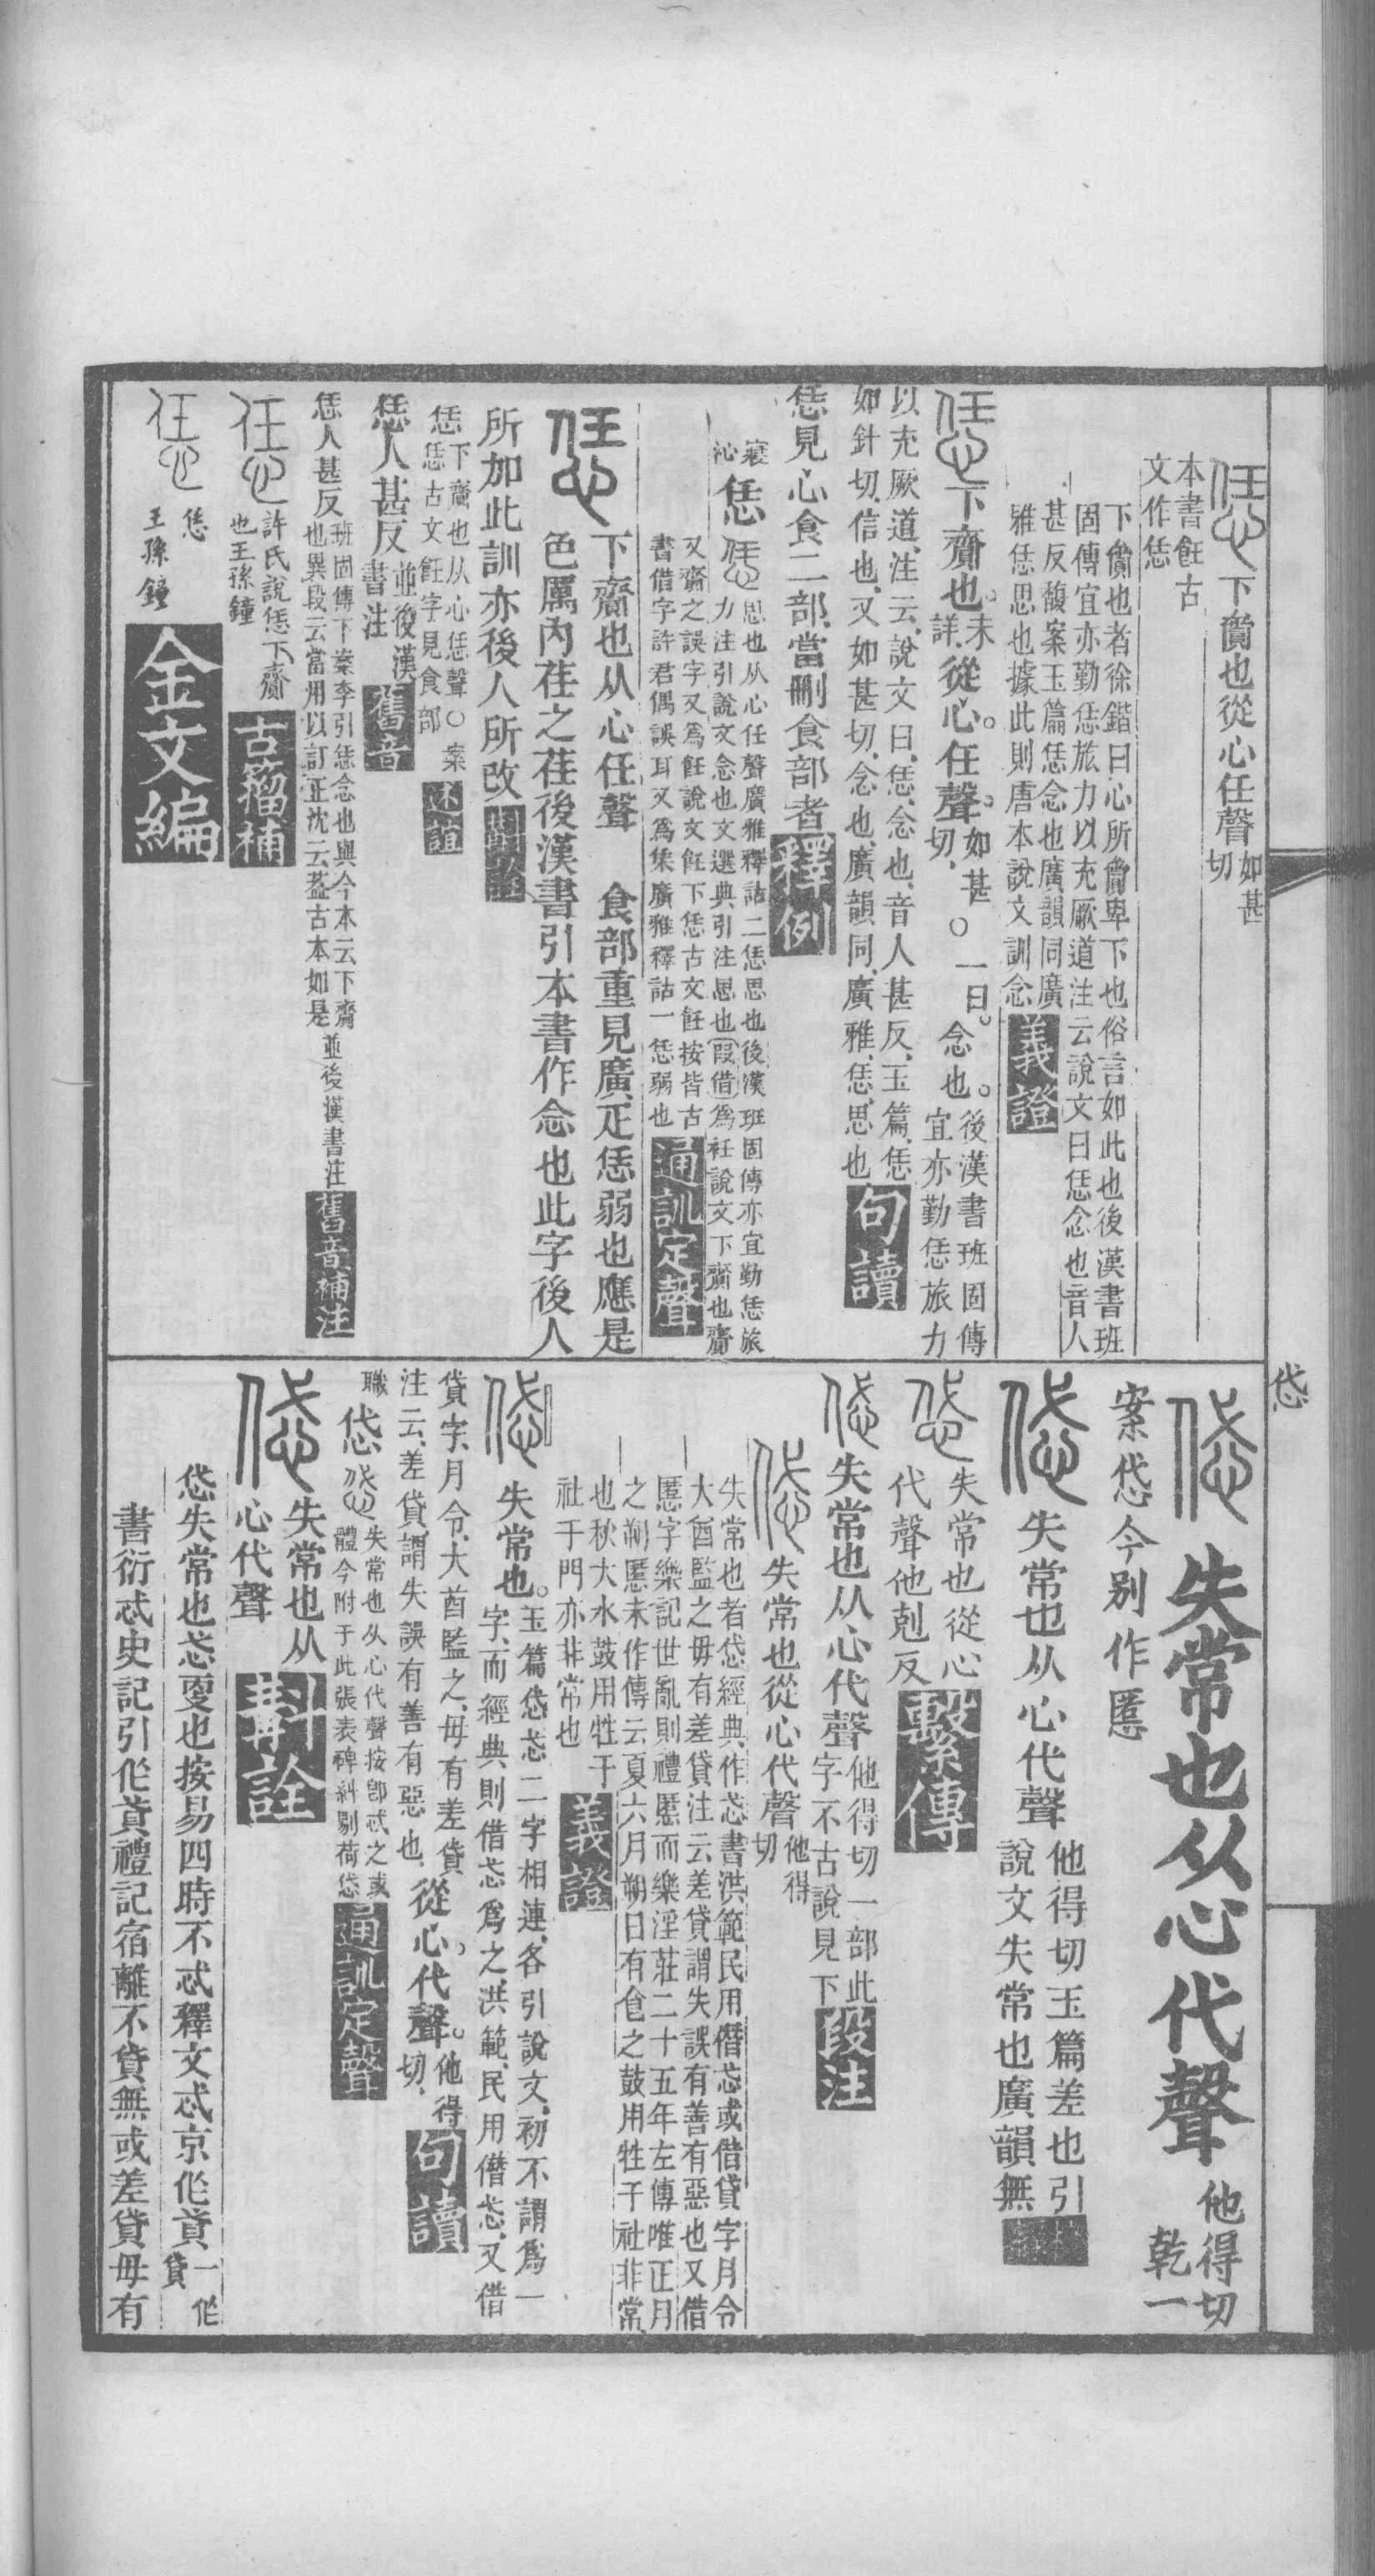 下齎也從心任聲如甚切
本書飪古
文作恁
下齎也者徐鍇曰心所齎卑下也俗言如此也後漢書班
固傳宜亦勤恁旅力以充厥道注云說文曰恁念也音人
甚反馥案玉篇恁念也廣韻同廣
雅恁思也據此則唐本說文訓念義證
下齎也。未詳。從心。任聲。如甚切。○一曰。念也。後漢書班固傳
宜亦勤恁旅力
以充厥道、注云、說文曰、恁、念也、音人甚反、玉篇、恁
如針切、信也、又如甚切、念也、廣韻同、廣雅、恁、思也句讀
恁見心食二部、當刪食部者釋例
寑沁恁
思也从心任聲廣雅釋詁二恁思也後漢班固傳亦宜勤恁旅
力注引說文念也文選典引注恩也叚借爲衽說文下齎也齎
又齋之誤字又爲飪說文飪下恁古文飪按皆古
書借字許君偶誤耳又爲集廣雅釋詁一恁弱也通訓定聲
下齎也从心任聲 食部重見廣疋恁弱也應是
色厲內荏之荏後漢書引本書作念也此字後人
所加此訓亦後人所改
恁
下齎也从心任聲○案
恁古文飪字見食部述誼
恁人甚反並後漢書注舊音
恁人甚反
班固傳下案李引恁念也與今本云下齎
也異段云當用以訂正沈云葢古本如是並後漢書注舊音補注
許氏說恁下齎
也王孫鐘古籀補
恁
王孫鐘金文編
恷
失常也从心代聲他得切
乾一
案忒今別作慝
失常也从心代聲
他得切玉篇差也引
說文失常也廣韻無
失常也從心
代聲他剋反繫傳
失常也从心代聲
他得切一部此
字不古說見下段注
失常也從心代聲他得切
失常也者忒經典作忒書洪範民用僭忒或借貸字月令
大酋監之毋有差貸注云差貸謂失誤有善有惡也又借
慝字樂記世亂則禮慝而樂淫莊二十五年左傳唯正月
之朔慝未作傳云夏六月朔日有食之鼓用牲于社非常
也秋大水鼓用牲于
社于門亦非常也義證
失常也。
玉篇忒忒二字相連、各引說文、初不謂爲一
字、而經典則借忒爲之、洪範、民用僭忒、又借
貸字、月令、大酋監之、毋有差貸
注云、差貸、謂失誤有善有惡也、從心。代聲。他得切、句讀
職
失常也从心代聲按卽忒之或
體今附于此張表碑糾剔荷忒通訓定聲
失常也从
心代聲斠詮
忒失常也忒更也按易四時不忒釋文忒京作貣一作貸
書衍忒史記引作貣禮記宿離不貸無或差貸毋有